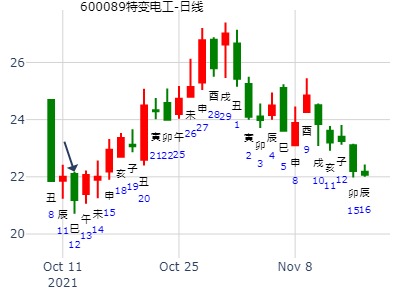 600089特变电工-日线
26
24
22
20
丑
8
辰
11
巳
12
午
13
未
14
申
15
亥
18
子
19
丑
20
寅
21
卯
22
午
25
未
26
申
27
酉
28
戌
29
丑
1
寅
2
卯
3
辰
4
巳
5
申
8
酉
9
戌
10
亥
11
子
12
卯
15
辰
16
Oct 11
2021
Oct 25
Nov 8